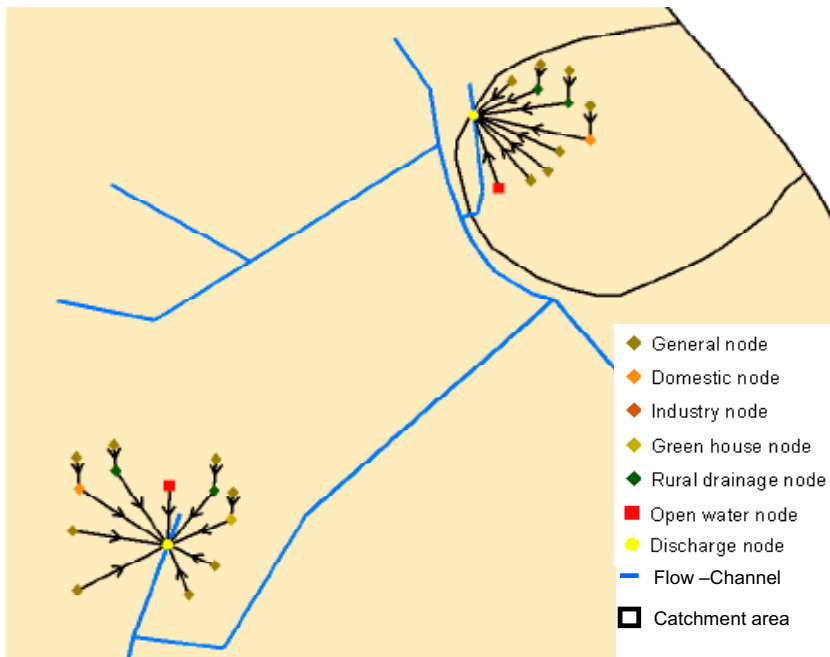 General node
Domestic node
Industry node
Green house node
Rural drainage node
Open water node
Discharge node
Flow –Channel
Catchment area